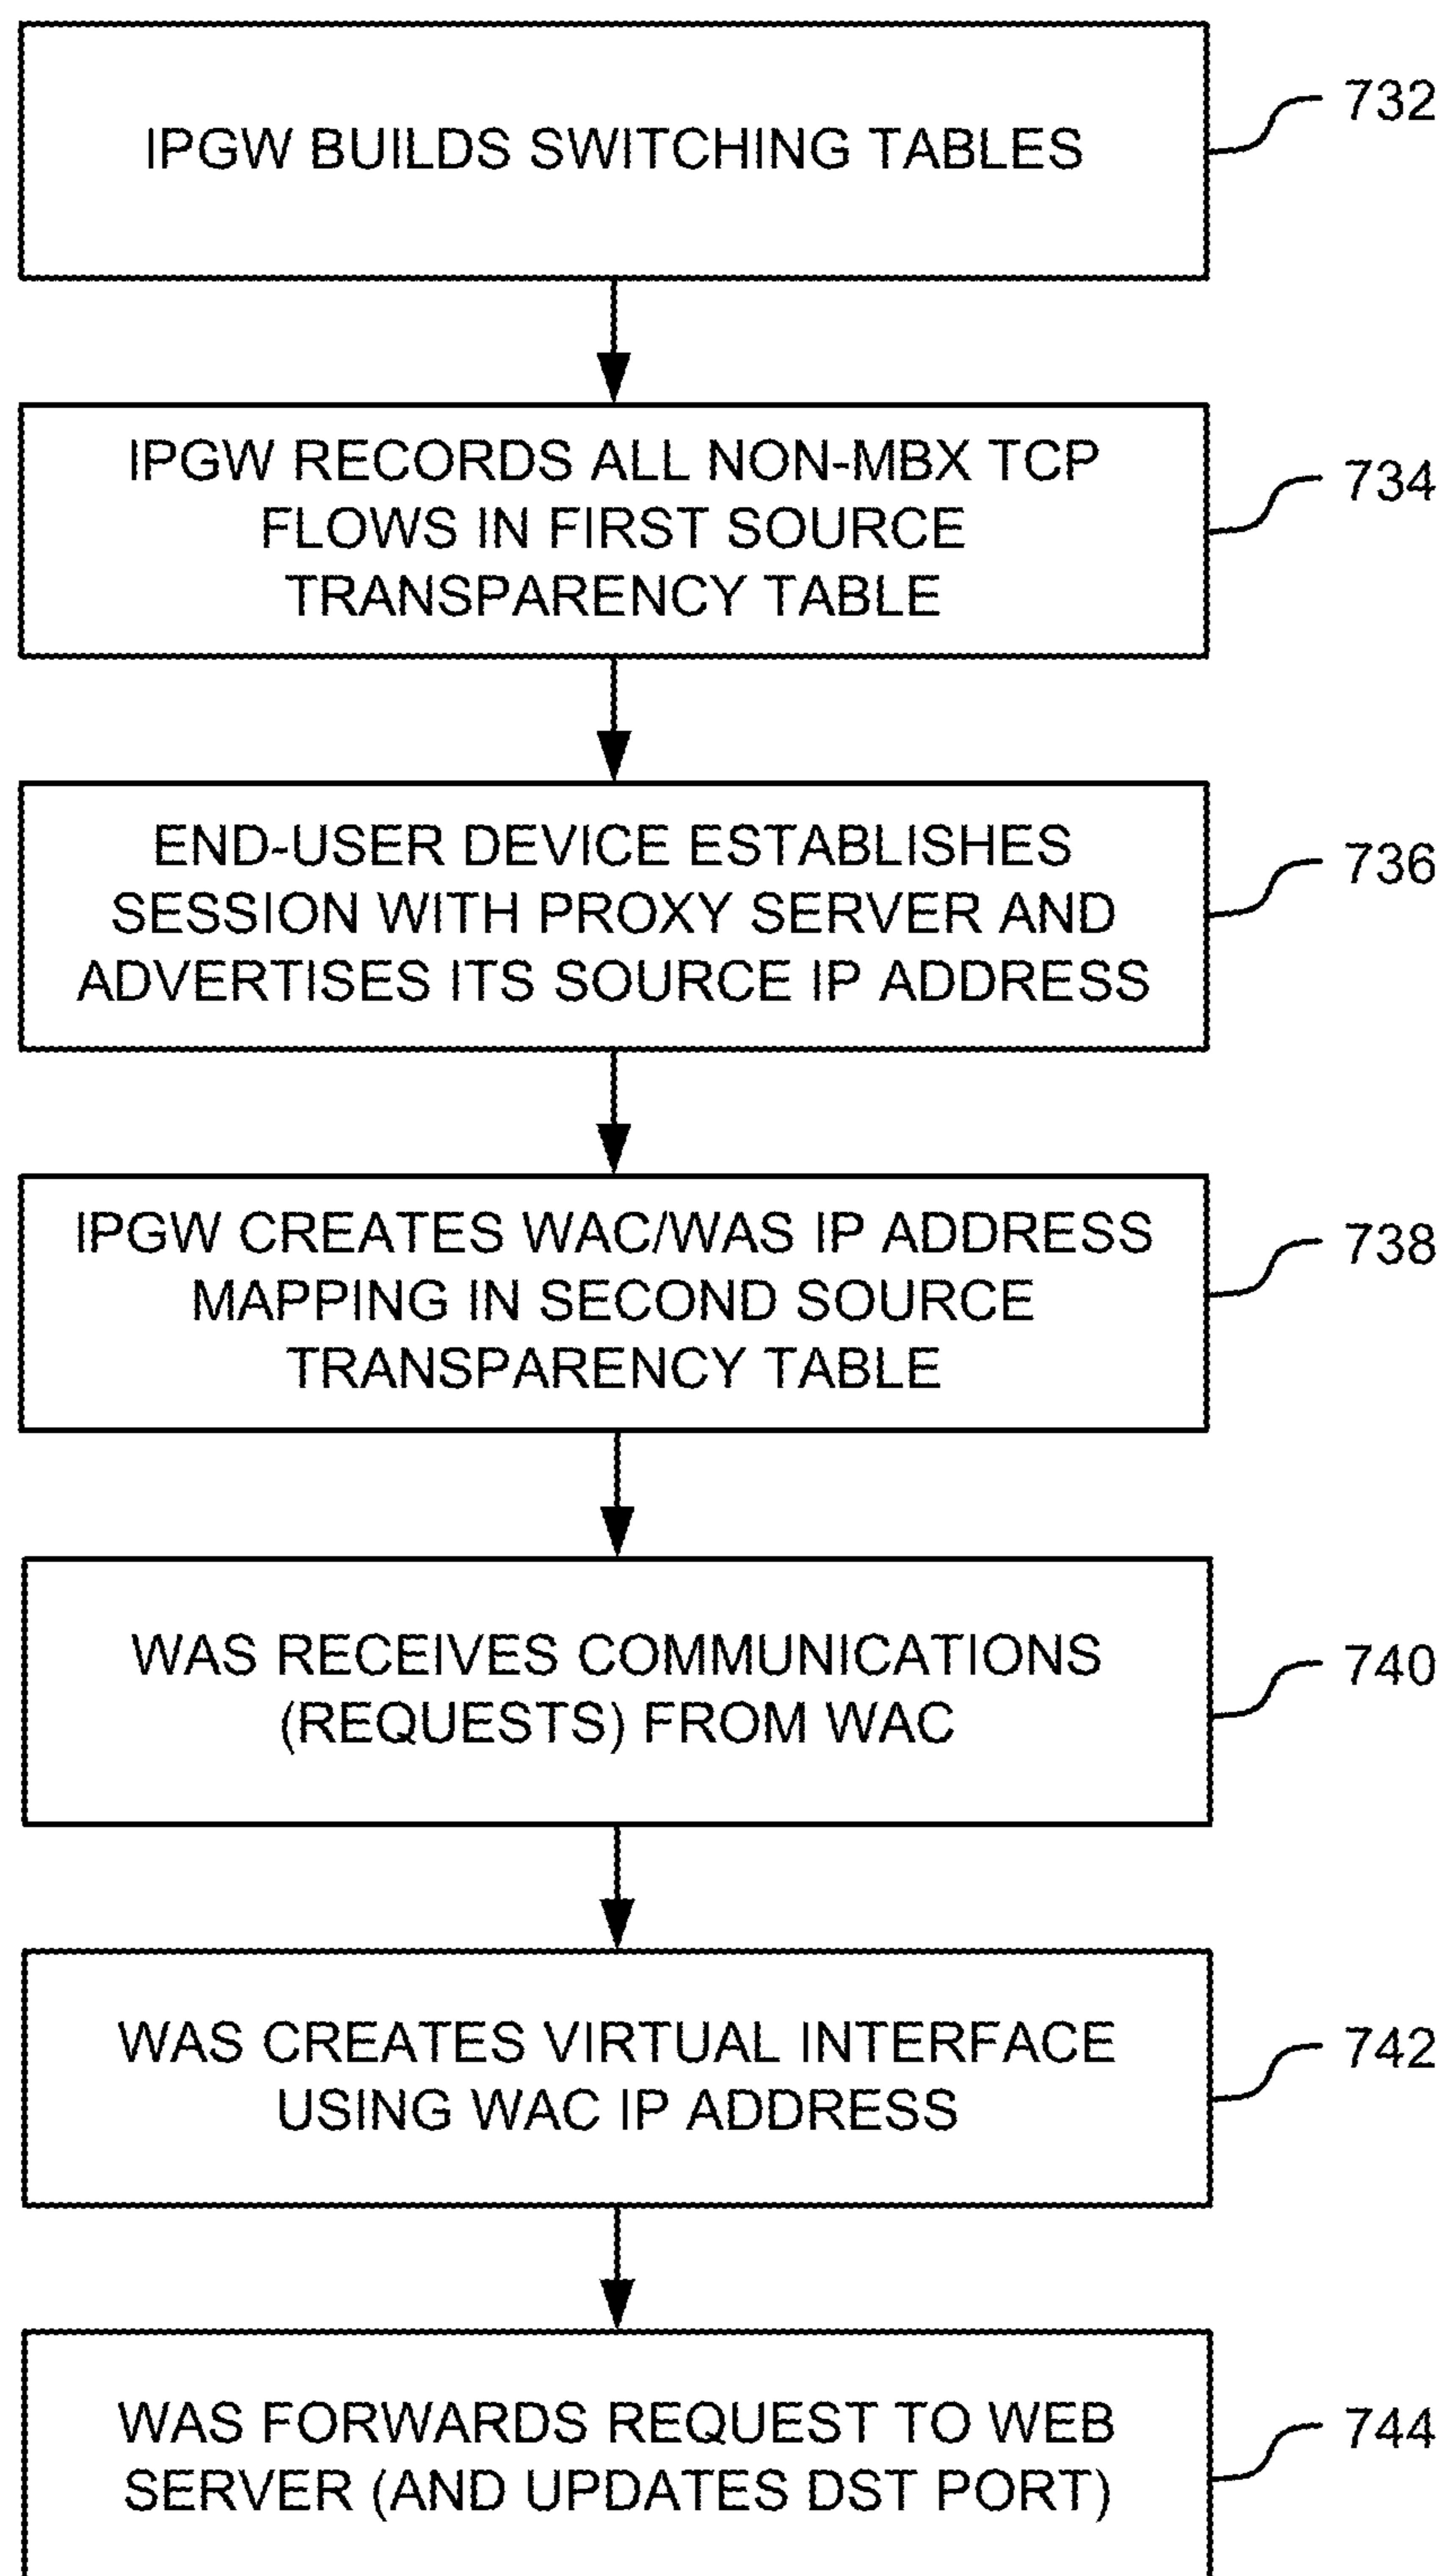 IPGW BUILDS SWITCHING TABLES
732
IPGW RECORDS ALL NON-MBX TCP
FLOWS IN FIRST SOURCE
TRANSPARENCY TABLE
734
END-USER DEVICE ESTABLISHES
SESSION WITH PROXY SERVER AND
ADVERTISES ITS SOURCE IP ADDRESS
736
IPGW CREATES WAC/WAS IP ADDRESS
MAPPING IN SECOND SOURCE
TRANSPARENCY TABLE
738
WAS RECEIVES COMMUNICATIONS
(REQUESTS) FROM WAC
740
WAS CREATES VIRTUAL INTERFACE
USING WAC IP ADDRESS
742
WAS FORWARDS REQUEST TO WEB
SERVER (AND UPDATES DST PORT)
744